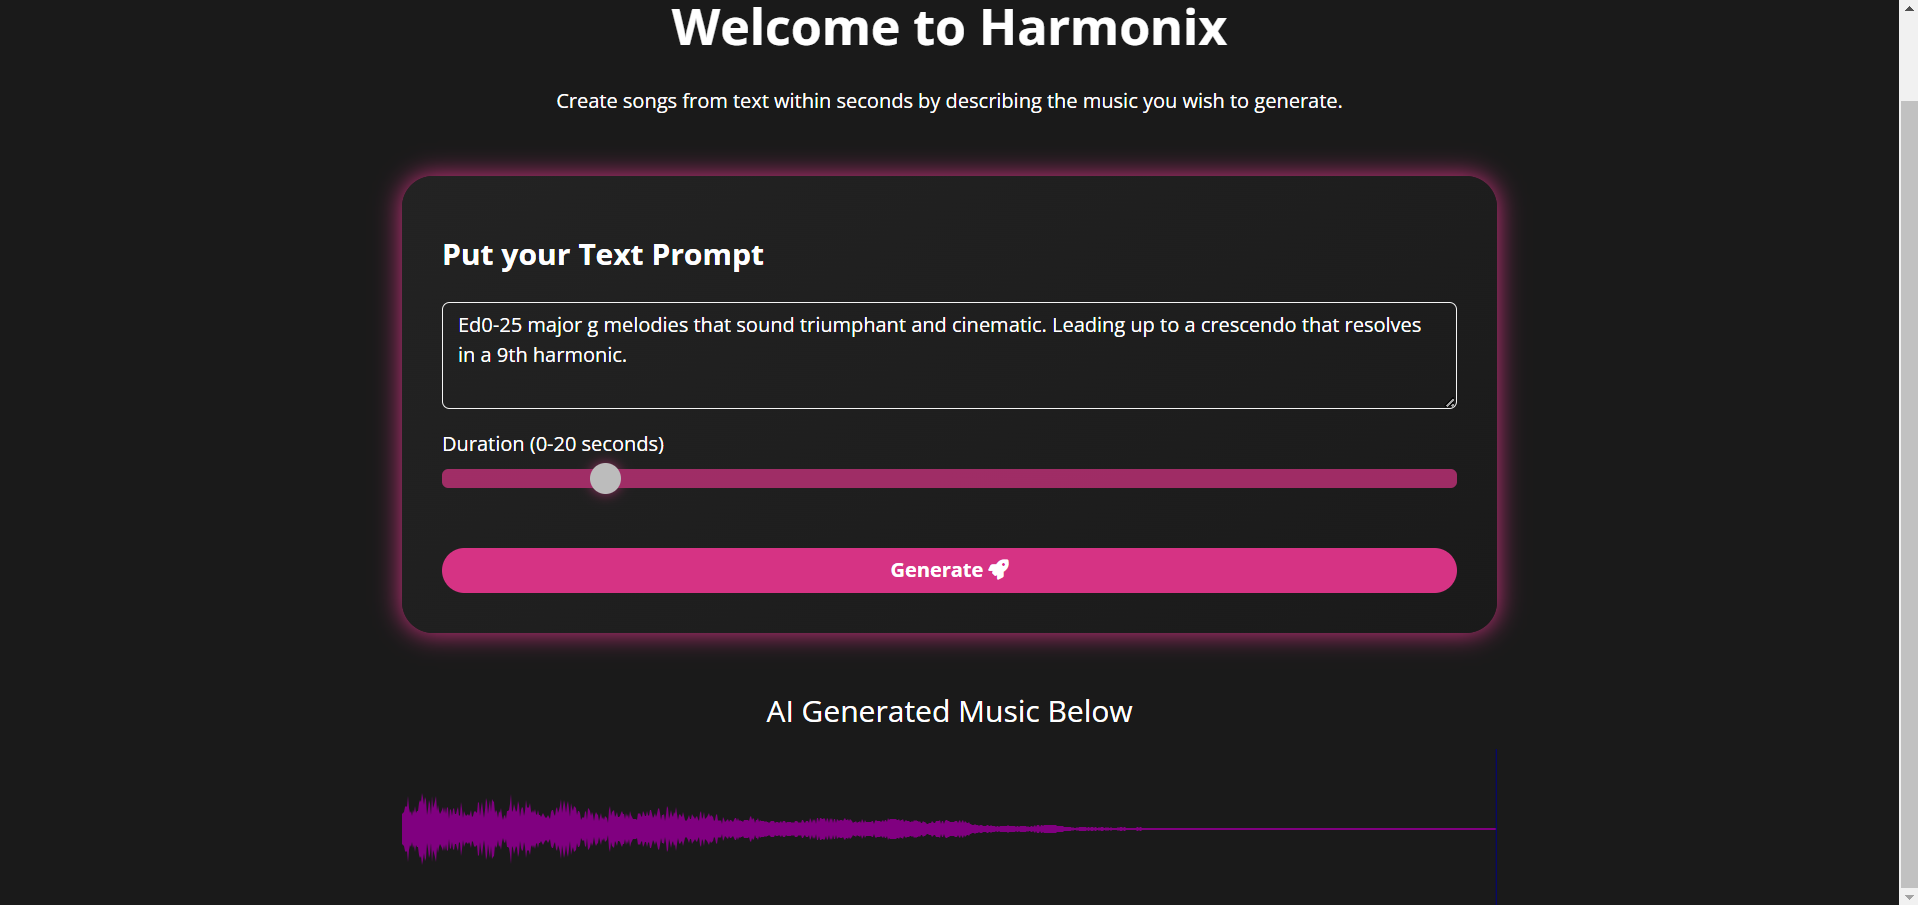 Welcome to Harmonix
Create songs from text within seconds by describing the music you wish to generate.
Put your Text Prompt
Ed0-25 major g melodies that sound triumphant and cinematic. Leading up to a crescendo that resolves
in a 9th harmonic.
Duration (0-20 seconds)
Generate
AI Generated Music Below